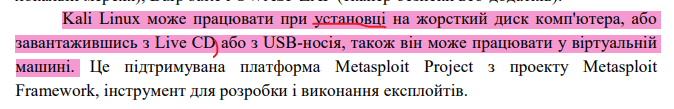 Kali Linux може працювати при установці на жорсткий диск комп'ютера, або
завантажившись з Live CD або з USB-носія, також він може працювати у віртуальній
машині. Це підтримувана платформа Metasploit Project з проекту Metasploit
Framework, інструмент для розробки і виконання експлойтів.